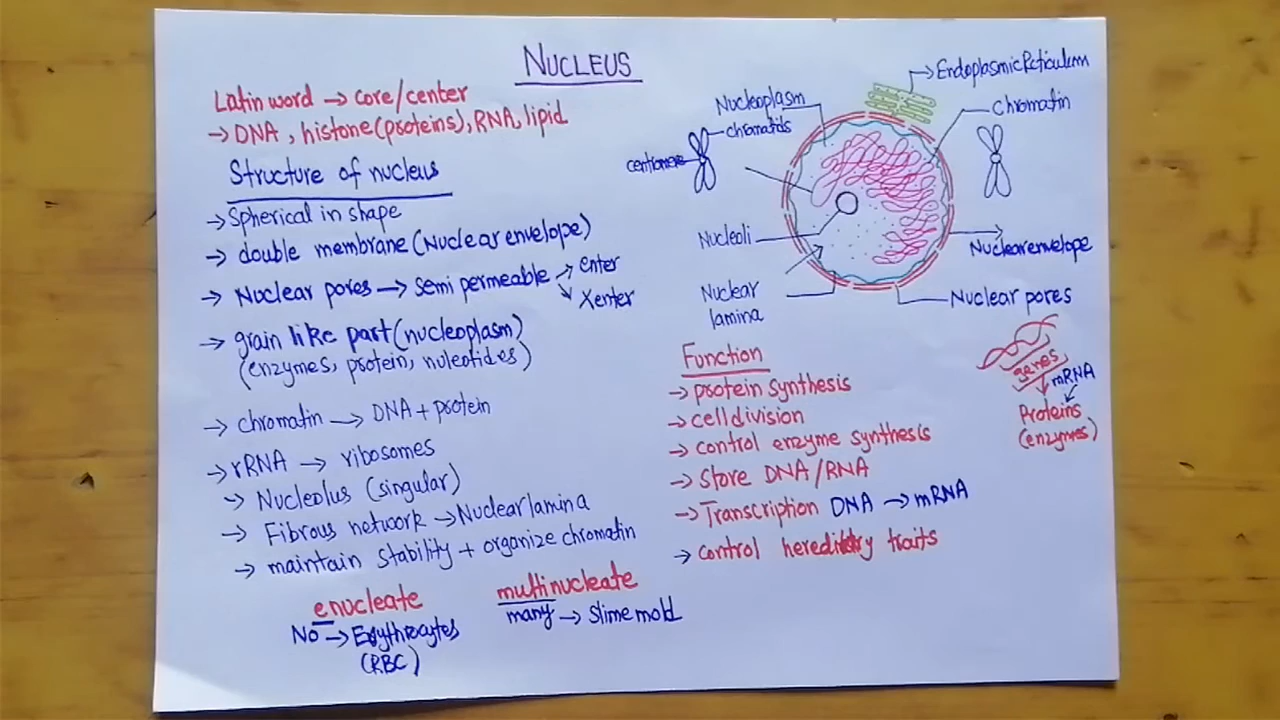 NUCLEUS
Latin word → core/center
→ DNA, histone (proteins), RNA, lipid
Structure of nucleus
→ Spherical in shape
→ double membrane (Nuclear envelope)
→ Nuclear pores → semi permeable → enter
→ Xenter
→ grain like part (nucleoplasm)
(enzymes, protein, nuleotides)
→ chromatin → DNA + protein
→ rRNA → ribosomes
→ Nucleolus (singular)
→ Fibrous network → Nuclear lamina
→ maintain stability + organize chromatin
enucleate
No → Erythrocytes
(RBC)
multinucleate
many → Slime mold
Endoplasmic Reticulum
Nucleoplasm
chromatin
chromatids
Nucleoli
Nuclear envelope
Nuclear
lamina
Nuclear pores
Function
→ protein synthesis
→ cell division
→ control enzyme synthesis
→ Store DNA/RNA
→ Transcription DNA → mRNA
→ control hereditary traits
genes
mRNA
Proteins
(enzymes)